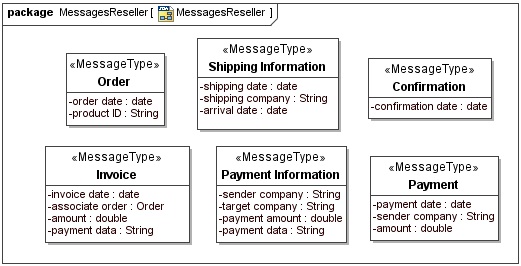 package MessagesReseller [ MessagesReseller ]
«MessageType»
Order
-order date : date
-product ID : String
«MessageType»
Shipping Information
-shipping date : date
-shipping company : String
-arrival date : date
«MessageType»
Confirmation
-confirmation date : date
«MessageType»
Invoice
-invoice date : date
-associate order : Order
-amount : double
-payment data : String
«MessageType»
Payment Information
-sender company : String
-target company : String
-payment amount : double
-payment data : String
«MessageType»
Payment
-payment date : date
-sender company : String
-amount : double